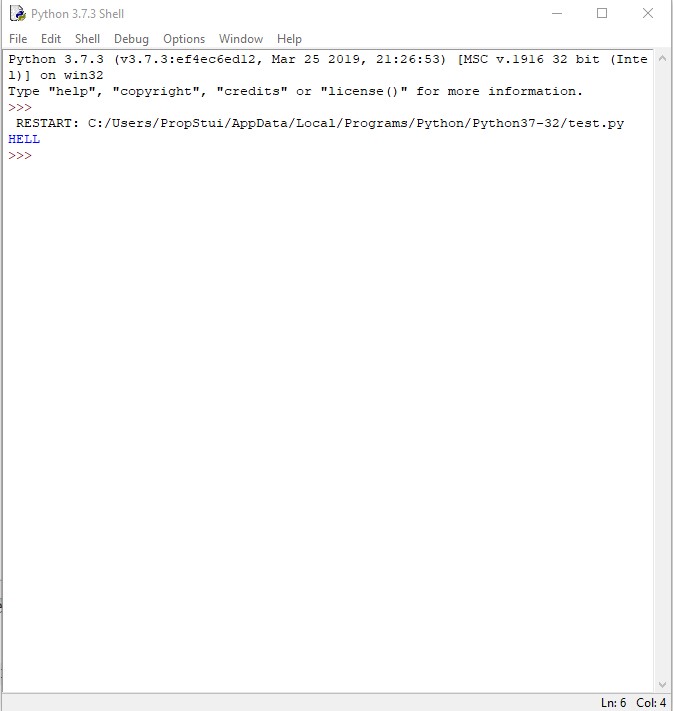 Python 3.7.3 Shell
File Edit Shell Debug Options Window Help
Python 3.7.3 (v3.7.3:ef4ec6ed12, Mar 25 2019, 21:26:53) [MSC v.1916 32 bit (Inte
l)] on win32
Type "help", "copyright", "credits" or "license()" for more information.
>>>
 RESTART: C:/Users/PropStui/AppData/Local/Programs/Python/Python37-32/test.py
HELL
>>>
Ln: 6 Col: 4